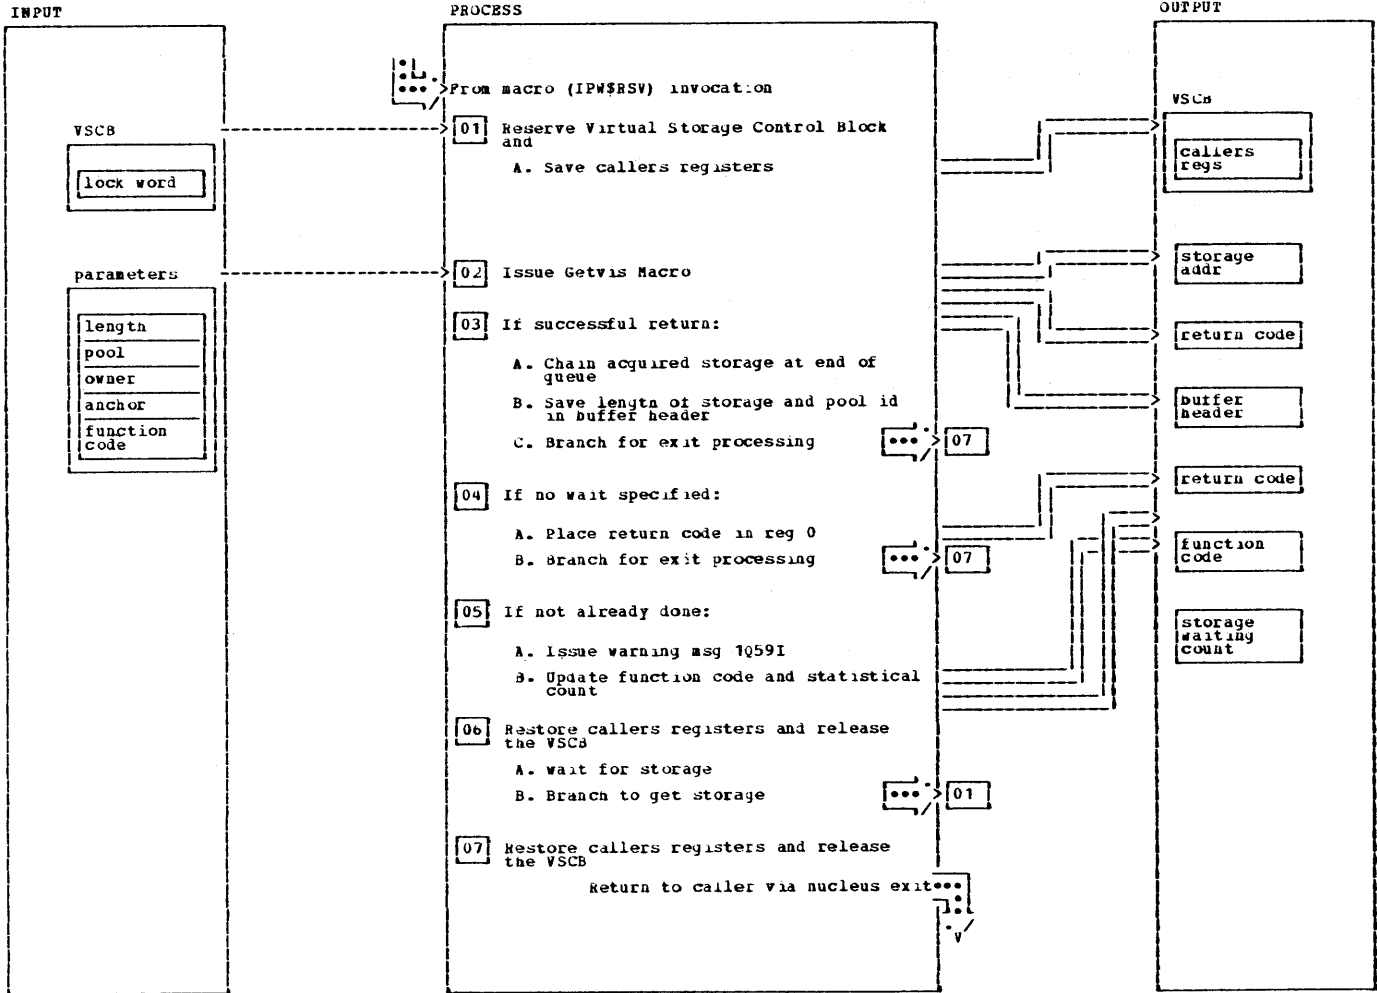 INPUT
PROCESS
OUTPUT
From macro (IPW$RSV) invocation
VSCB
lock word
01 Reserve Virtual Storage Control Block
and
A. Save callers registers
VSCB
callers
regs
parameters
length
pool
owner
anchor
function
code
02 Issue Getvis Macro
03 If successful return:
A. Chain acquired storage at end of
queue
B. Save length of storage and pool id
in buffer header
C. Branch for exit processing
07
04 If no wait specified:
A. Place return code in reg 0
B. Branch for exit processing
07
05 If not already done:
A. Issue warning msg 1Q59I
B. Update function code and statistical
count
06 Restore callers registers and release
the VSCB
A. wait for storage
B. Branch to get storage
01
07 Restore callers registers and release
the VSCB
Return to caller via nucleus exit
storage
addr
return code
buffer
header
return code
function
code
storage
waiting
count